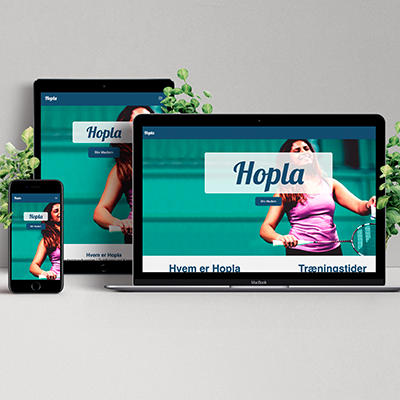 Hopla
Hopla
Bliv Medlem
Hvem er Hopla
Hopla
Hopla
Bliv Medlem
Hvem er Hopla
Træningstider
MacBook
Hopla
Hopla
Bliv Medlem